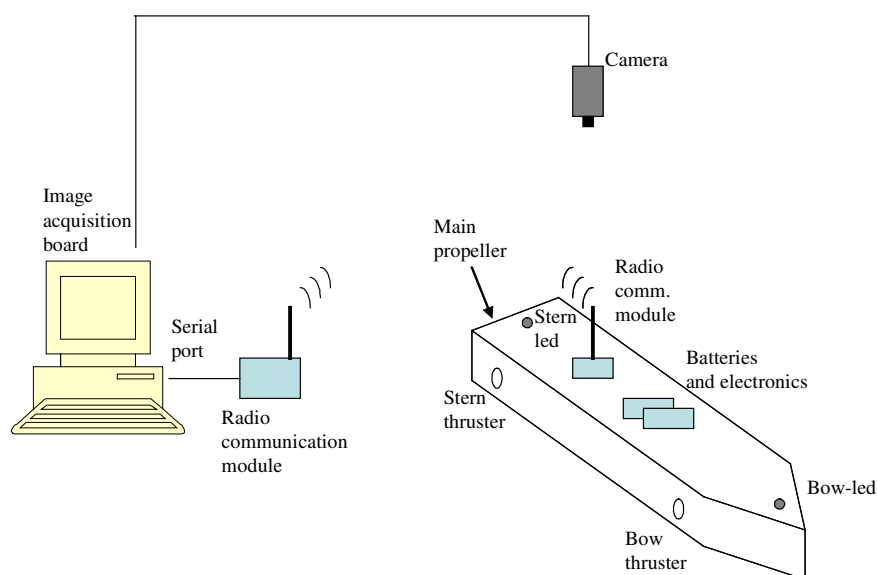 Camera
Image
acquisition
board
Main
propeller
Radio
comm.
module
Serial
port
Stern
led
Batteries
and electronics
Stern
thruster
Radio
communication
module
Bow-led
Bow
thruster